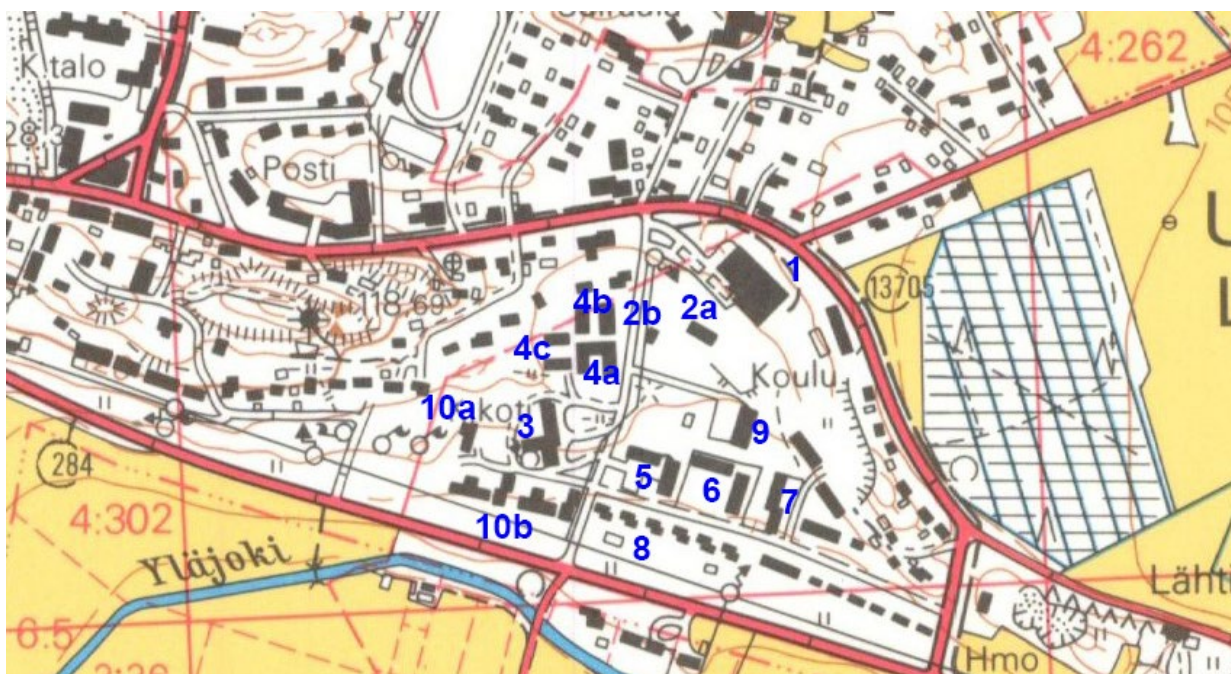 4:262
K talo
Posti
1
13705
118,69
4b
2b
2a
4c
4a
Koulu
10a
koti
3
9
284
5
6
7
4:302
10b
8
Yläjoki
Lähti
6.5
Hmo